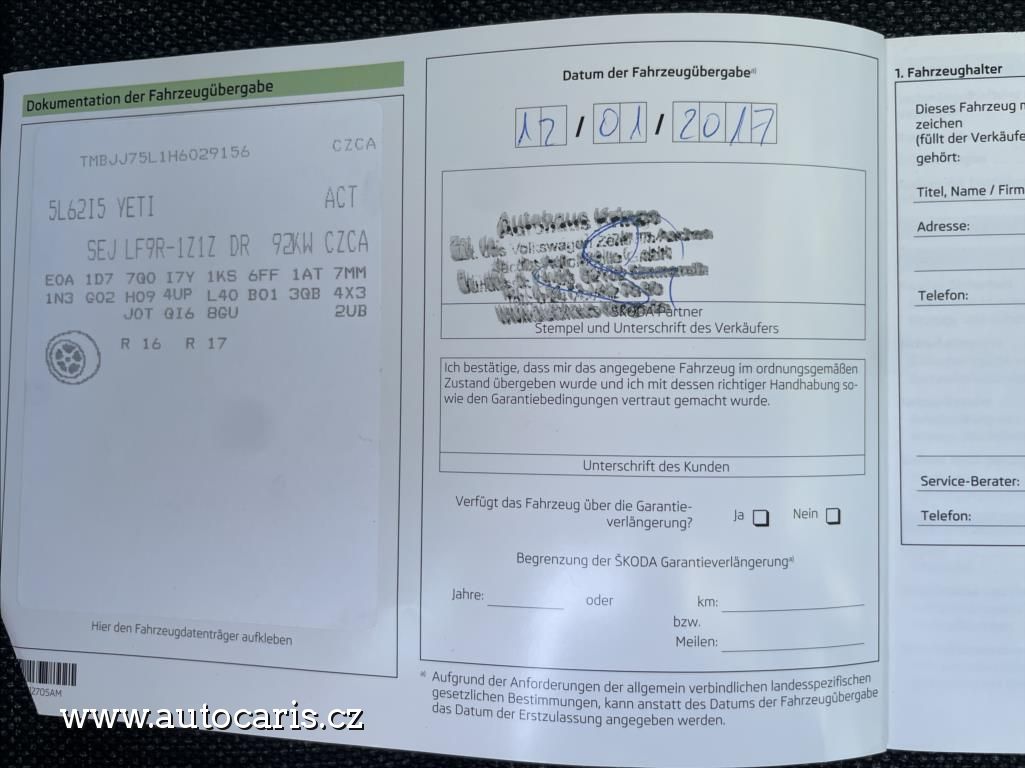 Dokumentation der Fahrzeugübergabe
TMBJJ75L1H6029156 CZCA
5L62I5 YETI ACT
SEJ LF9R-1Z1Z DR 92KW CZCA
E0A 1D7 7Q0 I7Y 1KS 6FF 1AT 7MM
1N3 G02 H09 4UP L40 B01 3QB 4X3
J0T QI6 8GU 2UB
R 16 R 17
Hier den Fahrzeugdatenträger aufkleben
2705AM
Datum der Fahrzeugübergabe a)
12 / 01 / 2017
Autohaus
Volkswagen
ŠKODA Partner
Stempel und Unterschrift des Verkäufers
Ich bestätige, dass mir das angegebene Fahrzeug im ordnungsgemäßen
Zustand übergeben wurde und ich mit dessen richtiger Handhabung so-
wie den Garantiebedingungen vertraut gemacht wurde.
Unterschrift des Kunden
Verfügt das Fahrzeug über die Garantie-
verlängerung?
Ja Nein
Begrenzung der ŠKODA Garantieverlängerung a)
Jahre: oder km:
bzw.
Meilen:
a) Aufgrund der Anforderungen der allgemein verbindlichen landesspezifischen
gesetzlichen Bestimmungen, kann anstatt des Datums der Fahrzeugübergabe
das Datum der Erstzulassung angegeben werden.
1. Fahrzeughalter
Dieses Fahrzeug
zeichen
(füllt der Verkäufe
gehört:
Titel, Name / Firm
Adresse:
Telefon:
Service-Berater:
Telefon:
www.autocaris.cz